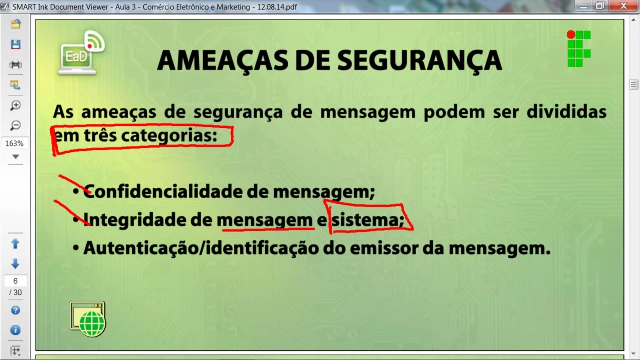 SMART Ink Document Viewer - Aula 3 - Comércio Eletrônico e Marketing - 12.08.14.pdf
EaD
AMEAÇAS DE SEGURANÇA
As ameaças de segurança de mensagem podem ser divididas
em três categorias:
• Confidencialidade de mensagem;
• Integridade de mensagem e sistema;
• Autenticação/identificação do emissor da mensagem.
163%
6
/ 30